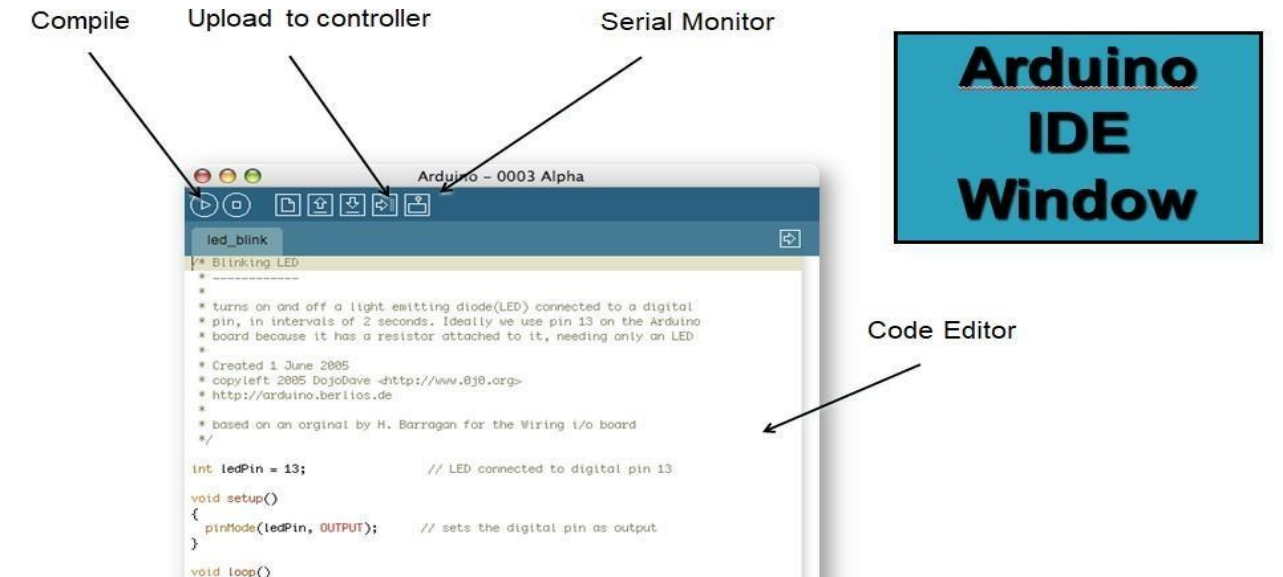 Compile
Upload to controller
Serial Monitor
Arduino
IDE
Window
Arduino – 0003 Alpha
led_blink
/* Blinking LED
* ------------
*
* turns on and off a light emitting diode(LED) connected to a digital
* pin, in intervals of 2 seconds. Ideally we use pin 13 on the Arduino
* board because it has a resistor attached to it, needing only an LED
*
* Created 1 June 2005
* copyleft 2005 DojoDave <http://www.0j0.org>
* http://arduino.berlios.de
*
* based on an orginal by H. Barragan for the Wiring i/o board
*/
int ledPin = 13; // LED connected to digital pin 13
void setup()
{
pinMode(ledPin, OUTPUT); // sets the digital pin as output
}
void loop()
Code Editor